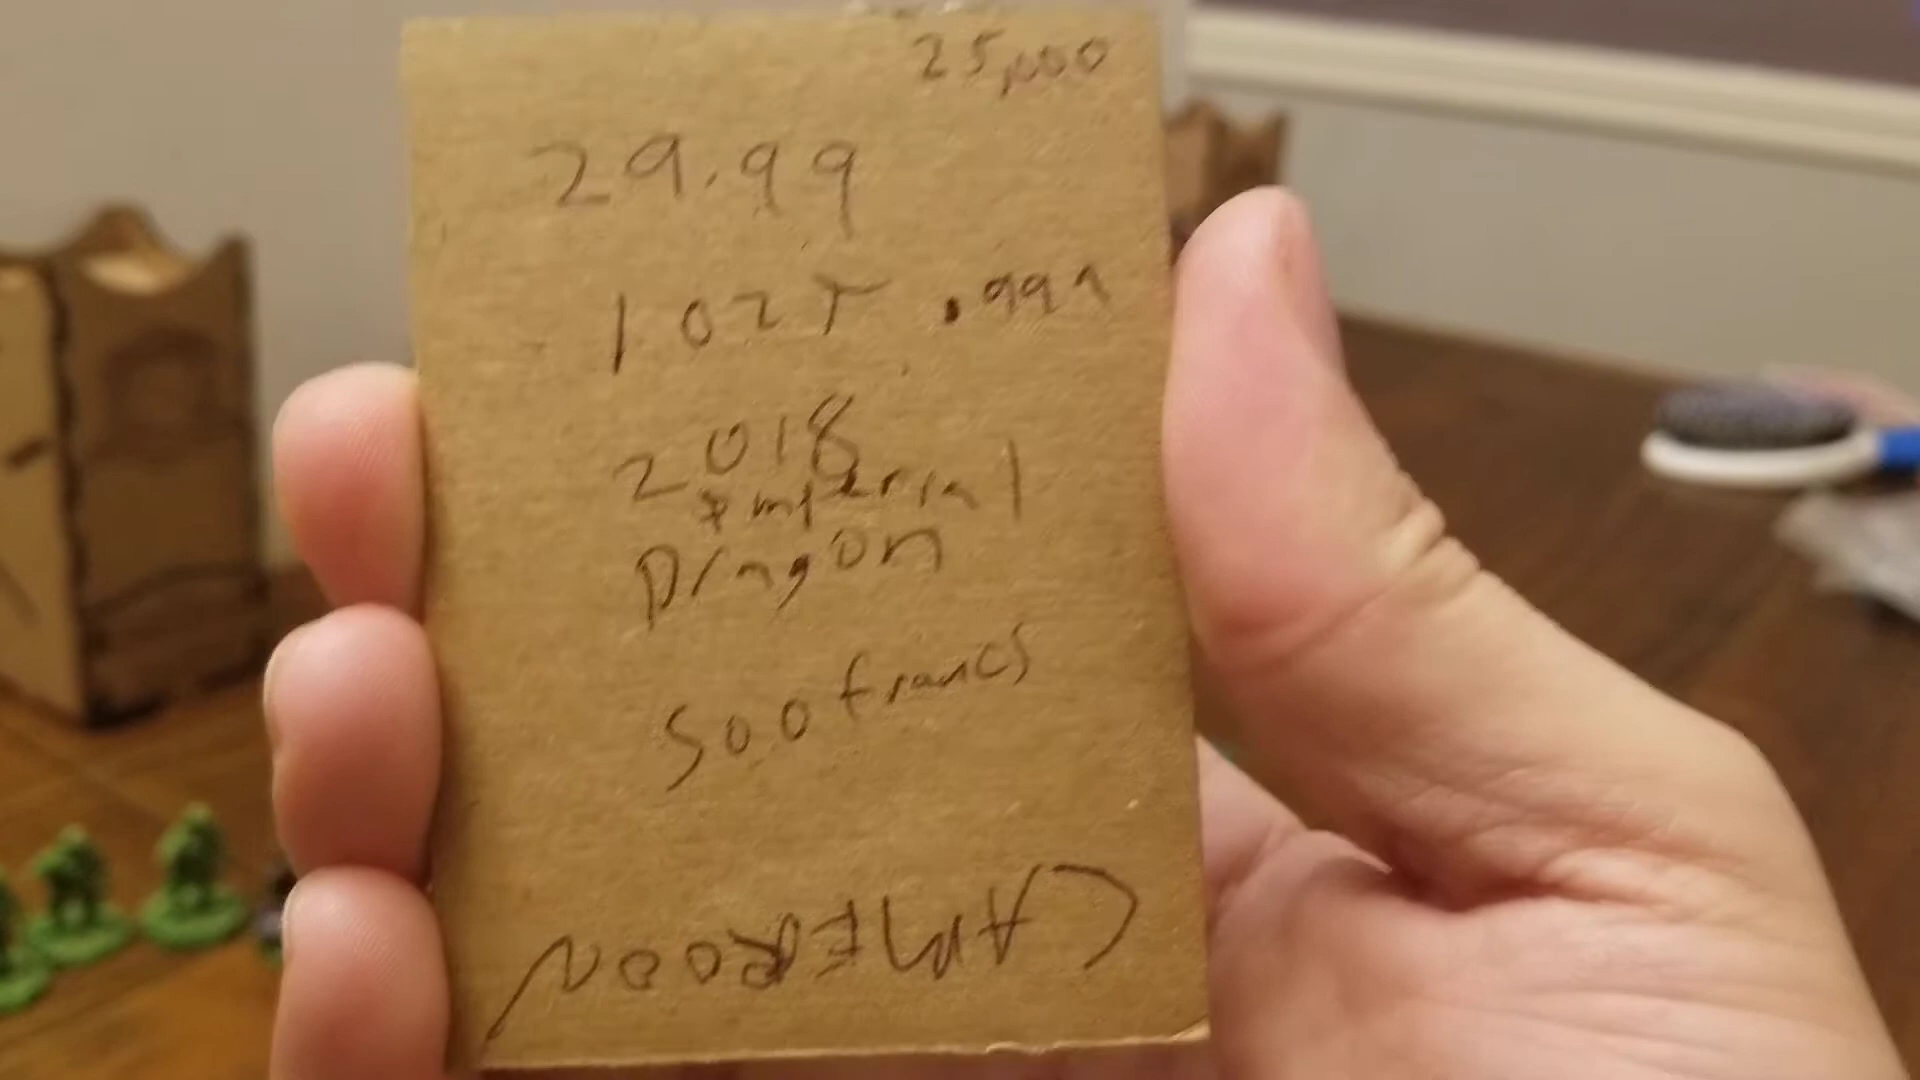 25,000
29.99
1 OZT .999
2018
Imperial
Dragon
500 francs
CAMEROON